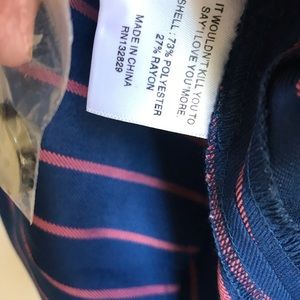 IT WOULDN'T KILL YOU TO
SAY 'I LOVE YOU' MORE.
SHELL : 73% POLYESTER
27% RAYON
MADE IN CHINA
RN132829